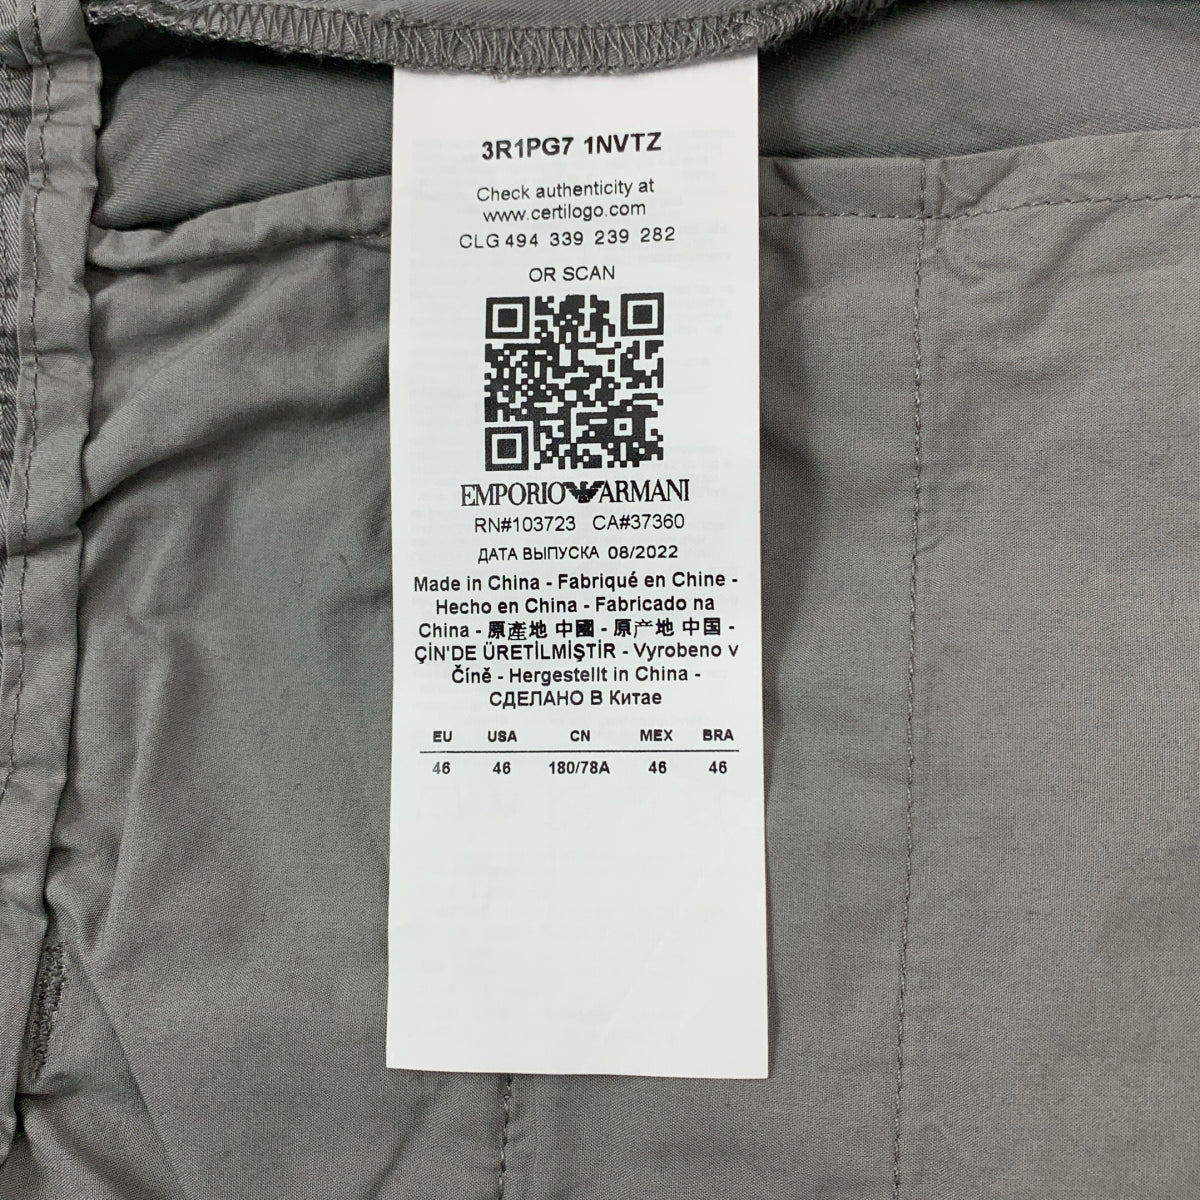 3R1PG7 1NVTZ
Check authenticity at
www.certilogo.com
CLG 494 339 239 282
OR SCAN
EMPORIO ARMANI
RN#103723 CA#37360
ДАТА ВЫПУСКА 08/2022
Made in China - Fabriqué en Chine -
Hecho en China - Fabricado na
China - 原產地 中國 - 原产地 中国 -
ÇİN'DE ÜRETİLMİŞTİR - Vyrobeno v
Číně - Hergestellt in China -
СДЕЛАНО В Китае
EU USA CN MEX BRA
46 46 180/78A 46 46